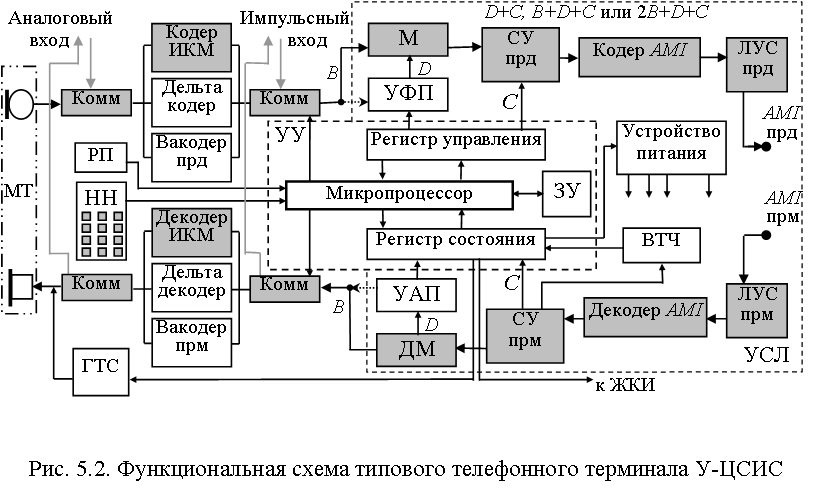 Аналоговый
вход
Импульсный
вход
D+C, B+D+C или 2B+D+C
Кодер
ИКМ
М
СУ
прд
Кодер AMI
ЛУС
прд
B
D
Комм
Дельта
кодер
Комм
УФП
C
AMI
прд
Вакодер
прд
УУ
Регистр управления
Устройство
питания
МТ
РП
НН
Микропроцессор
ЗУ
AMI
прм
Декодер
ИКМ
Регистр состояния
ВТЧ
Комм
Дельта
декодер
Комм
B
УАП
C
D
ЛУС
прм
Декодер AMI
СУ
прм
Вакодер
прм
ДМ
УСЛ
ГТС
к ЖКИ
Рис. 5.2. Функциональная схема типового телефонного терминала У-ЦСИС